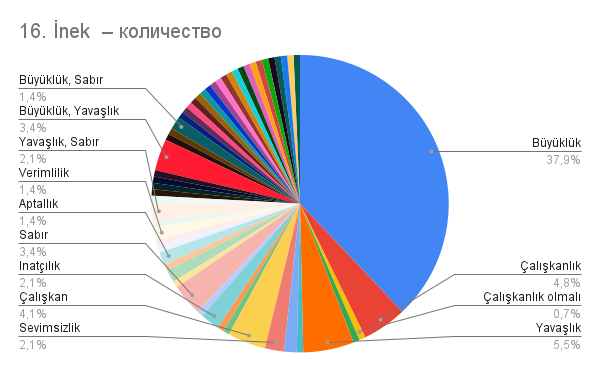 16. İnek – количество
Büyüklük, Sabır
1,4%
Büyüklük, Yavaşlık
3,4%
Yavaşlık, Sabır
2,1%
Verimlilik
1,4%
Aptallık
1,4%
Sabır
3,4%
Inatçılık
2,1%
Çalışkan
4,1%
Sevimsizlik
2,1%
Büyüklük
37,9%
Çalışkanlık
4,8%
Çalışkanlık olmalı
0,7%
Yavaşlık
5,5%